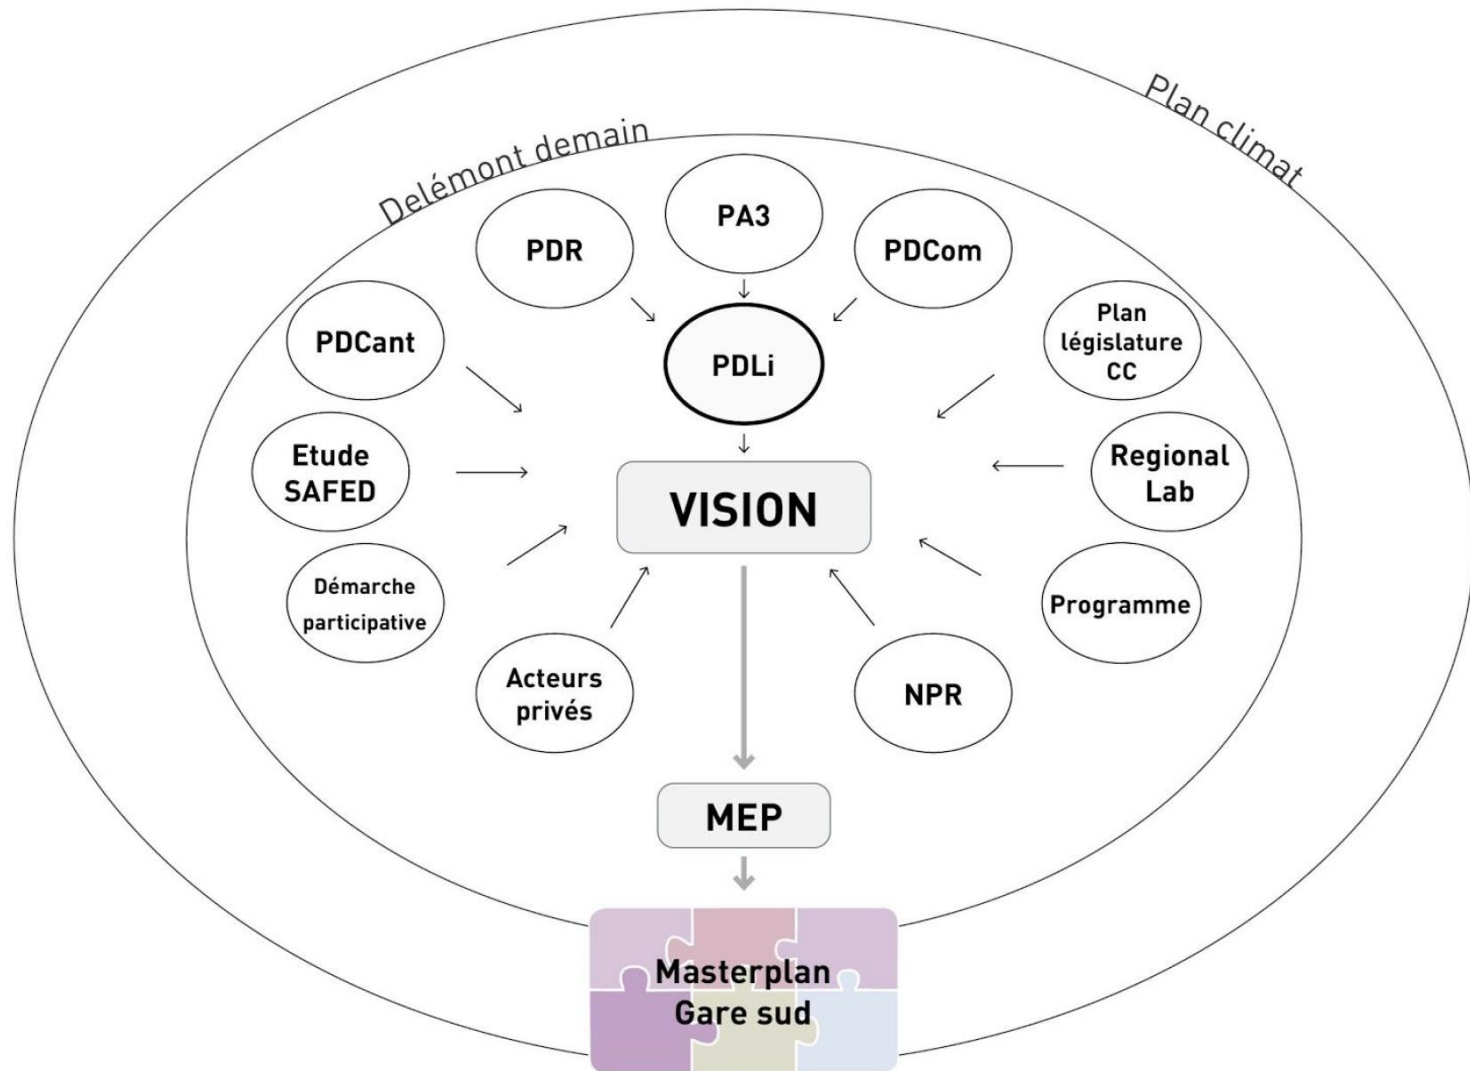 Plan climat
Delémont demain
PA3
PDR
PDCom
PDCant
PDLi
Plan
législature
CC
Etude
SAFED
VISION
Regional
Lab
Démarche
participative
Programme
Acteurs
privés
NPR
MEP
Masterplan
Gare sud